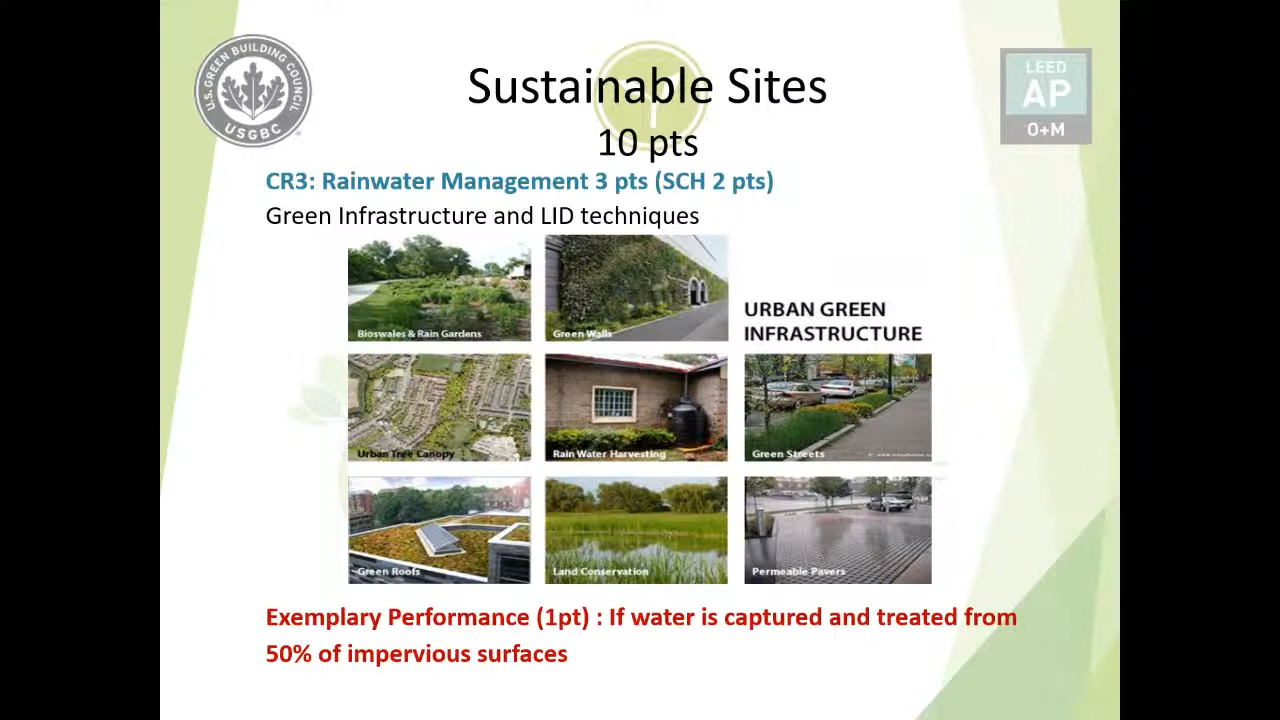 U.S. GREEN BUILDING COUNCIL
USGBC
LEED
AP
O+M
Sustainable Sites
10 pts
CR3: Rainwater Management 3 pts (SCH 2 pts)
Green Infrastructure and LID techniques
Bioswales & Rain Gardens
Green Walls
URBAN GREEN
INFRASTRUCTURE
Urban Tree Canopy
Rain Water Harvesting
Green Streets
Green Roofs
Land Conservation
Permeable Pavers
Exemplary Performance (1pt) : If water is captured and treated from
50% of impervious surfaces